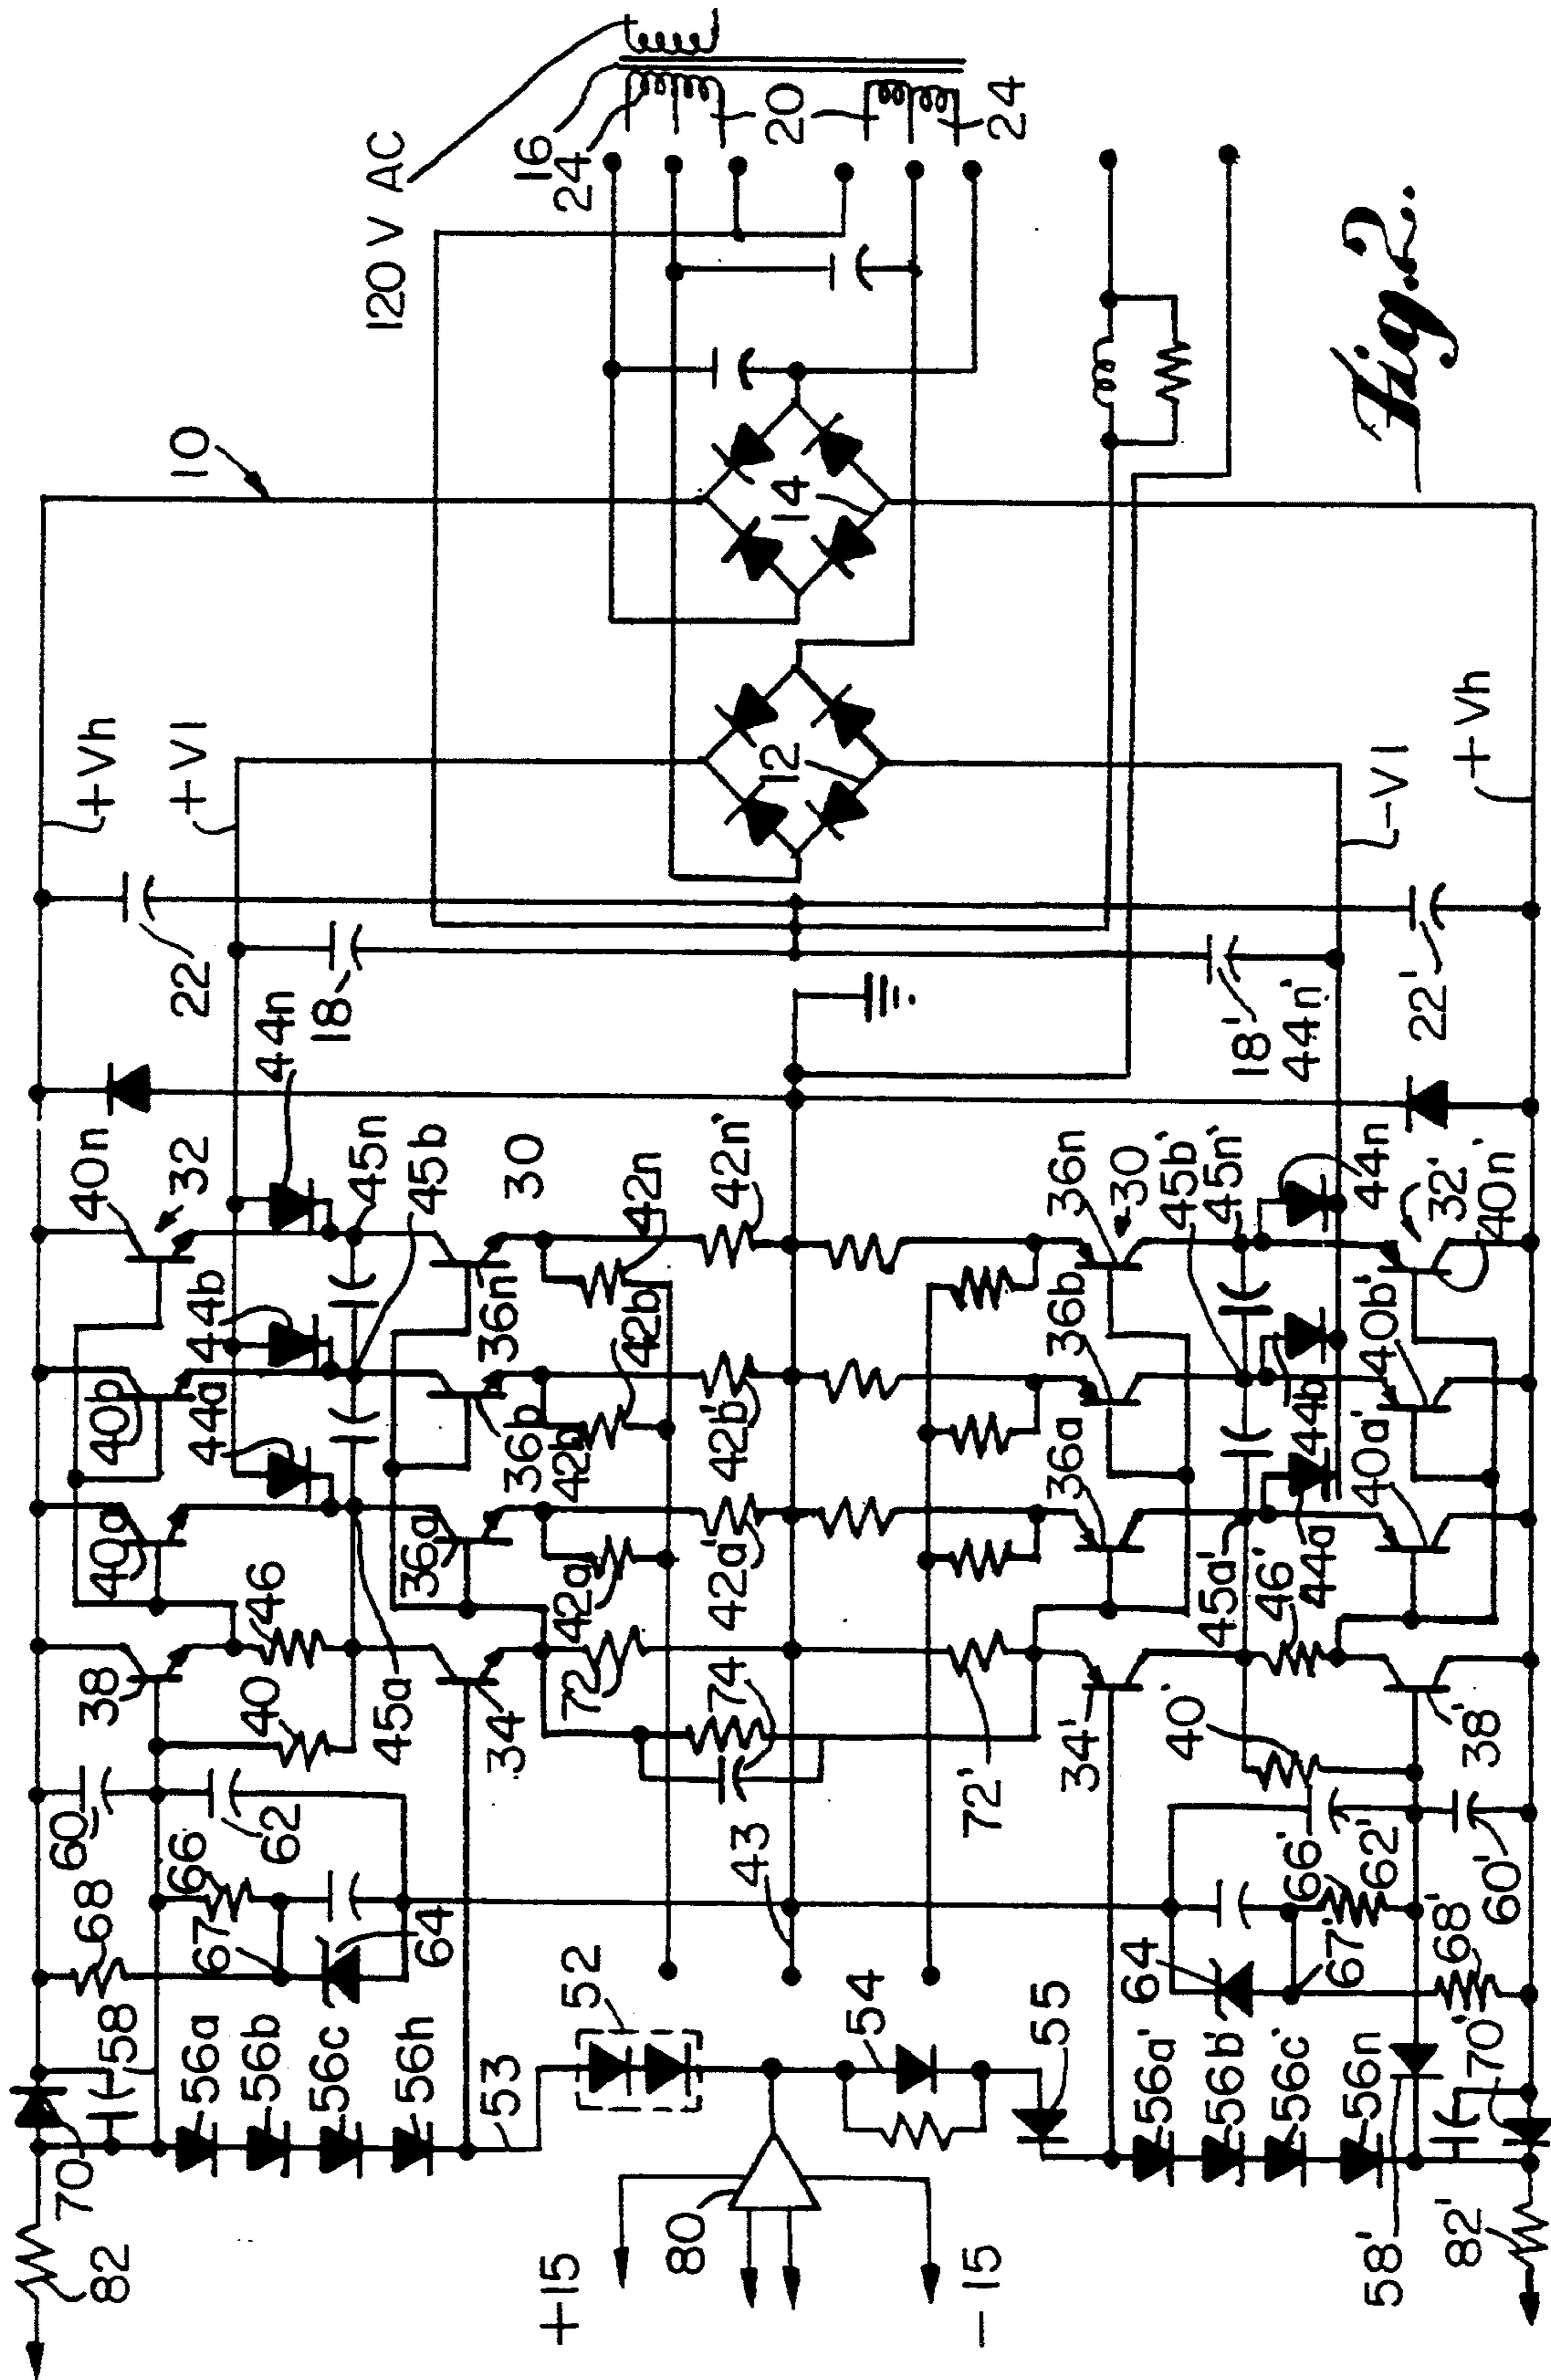 120 V AC
16
24
20
24
10
14
12
+Vh
+Vl
-Vl
+Vh
22
18
18'
22'
44n
44n'
40n
32
45n
45b
30
42n
42n'
36n
44b
40b
44a
36b
42b'
42b
42b'
40a
46
36a
42a
42a'
38
40
45a
34
72
74
60
62
66
68
67
64
43
58
56a
56b
56c
56h
53
52
54
55
70
82
+15
80
-15
36n
30
45b'
45n'
44n
32'
40n'
36b
44b
40b'
36a
45a'
46'
44a
40a'
72'
34'
40'
38'
66'
62'
60'
64
67'
68'
56a'
56b'
56c'
56n
58'
70'
82'
Fig. 2.